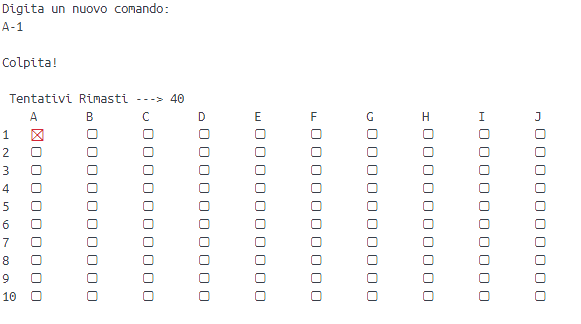 Digita un nuovo comando:
A-1
Colpita!
Tentativi Rimasti ---> 40
A B C D E F G H I J
1 ☒ ▢ ▢ ▢ ▢ ▢ ▢ ▢ ▢ ▢
2 ▢ ▢ ▢ ▢ ▢ ▢ ▢ ▢ ▢ ▢
3 ▢ ▢ ▢ ▢ ▢ ▢ ▢ ▢ ▢ ▢
4 ▢ ▢ ▢ ▢ ▢ ▢ ▢ ▢ ▢ ▢
5 ▢ ▢ ▢ ▢ ▢ ▢ ▢ ▢ ▢ ▢
6 ▢ ▢ ▢ ▢ ▢ ▢ ▢ ▢ ▢ ▢
7 ▢ ▢ ▢ ▢ ▢ ▢ ▢ ▢ ▢ ▢
8 ▢ ▢ ▢ ▢ ▢ ▢ ▢ ▢ ▢ ▢
9 ▢ ▢ ▢ ▢ ▢ ▢ ▢ ▢ ▢ ▢
10 ▢ ▢ ▢ ▢ ▢ ▢ ▢ ▢ ▢ ▢